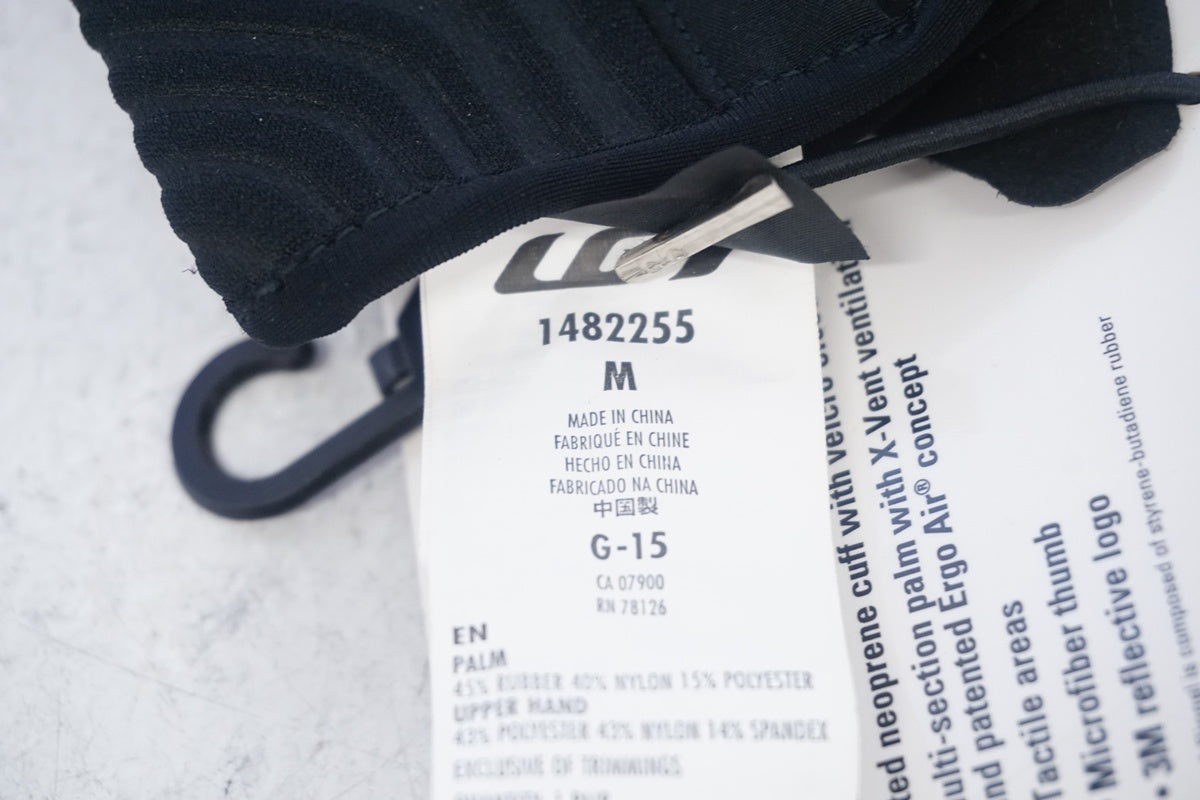 1482255
M
MADE IN CHINA
FABRIQUÉ EN CHINE
HECHO EN CHINA
FABRICADO NA CHINA
中国製
G-15
CA 07900
RN 78126
EN
PALM
45% RUBBER 40% NYLON 15% POLYESTER
UPPER HAND
43% POLYESTER 43% NYLON 14% SPANDEX
EXCLUSIVE OF TRIMMINGS
neoprene cuff with velcro
palm with X-Vent
and patented Ergo Air® concept
Tactile areas
Microfiber thumb
• 3M reflective logo
is composed of styrene-butadiene rubber